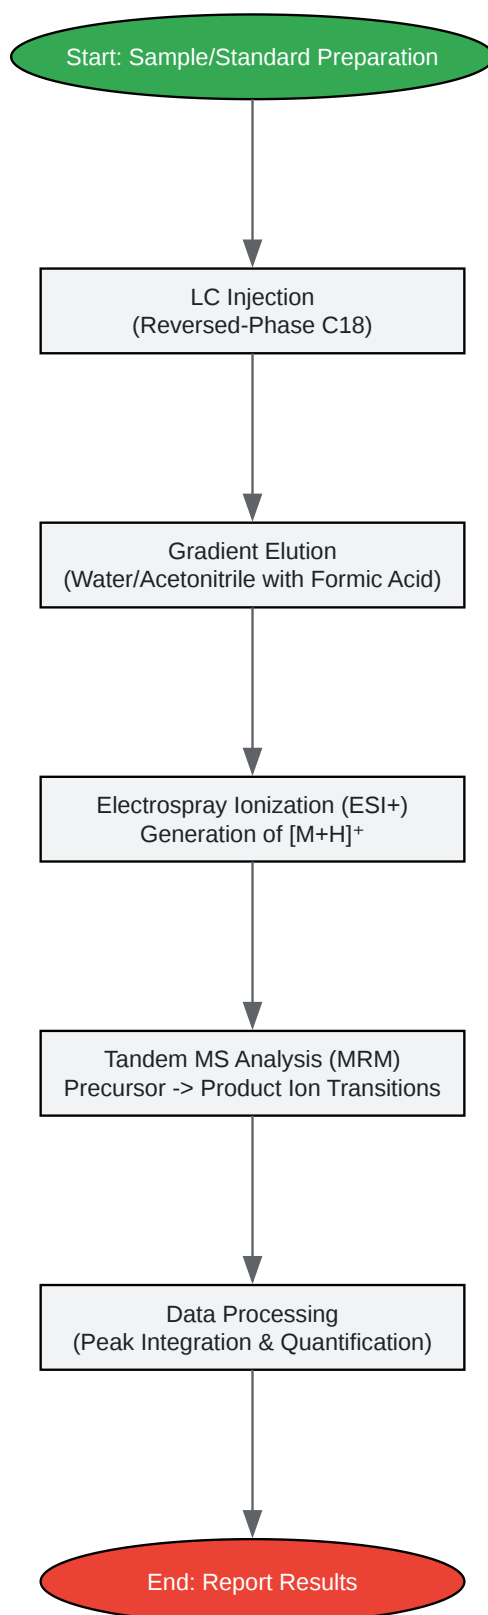 Start: Sample/Standard Preparation
LC Injection
(Reversed-Phase C18)
Gradient Elution
(Water/Acetonitrile with Formic Acid)
Electrospray Ionization (ESI+)
Generation of [M+H]⁺
Tandem MS Analysis (MRM)
Precursor -> Product Ion Transitions
Data Processing
(Peak Integration & Quantification)
End: Report Results